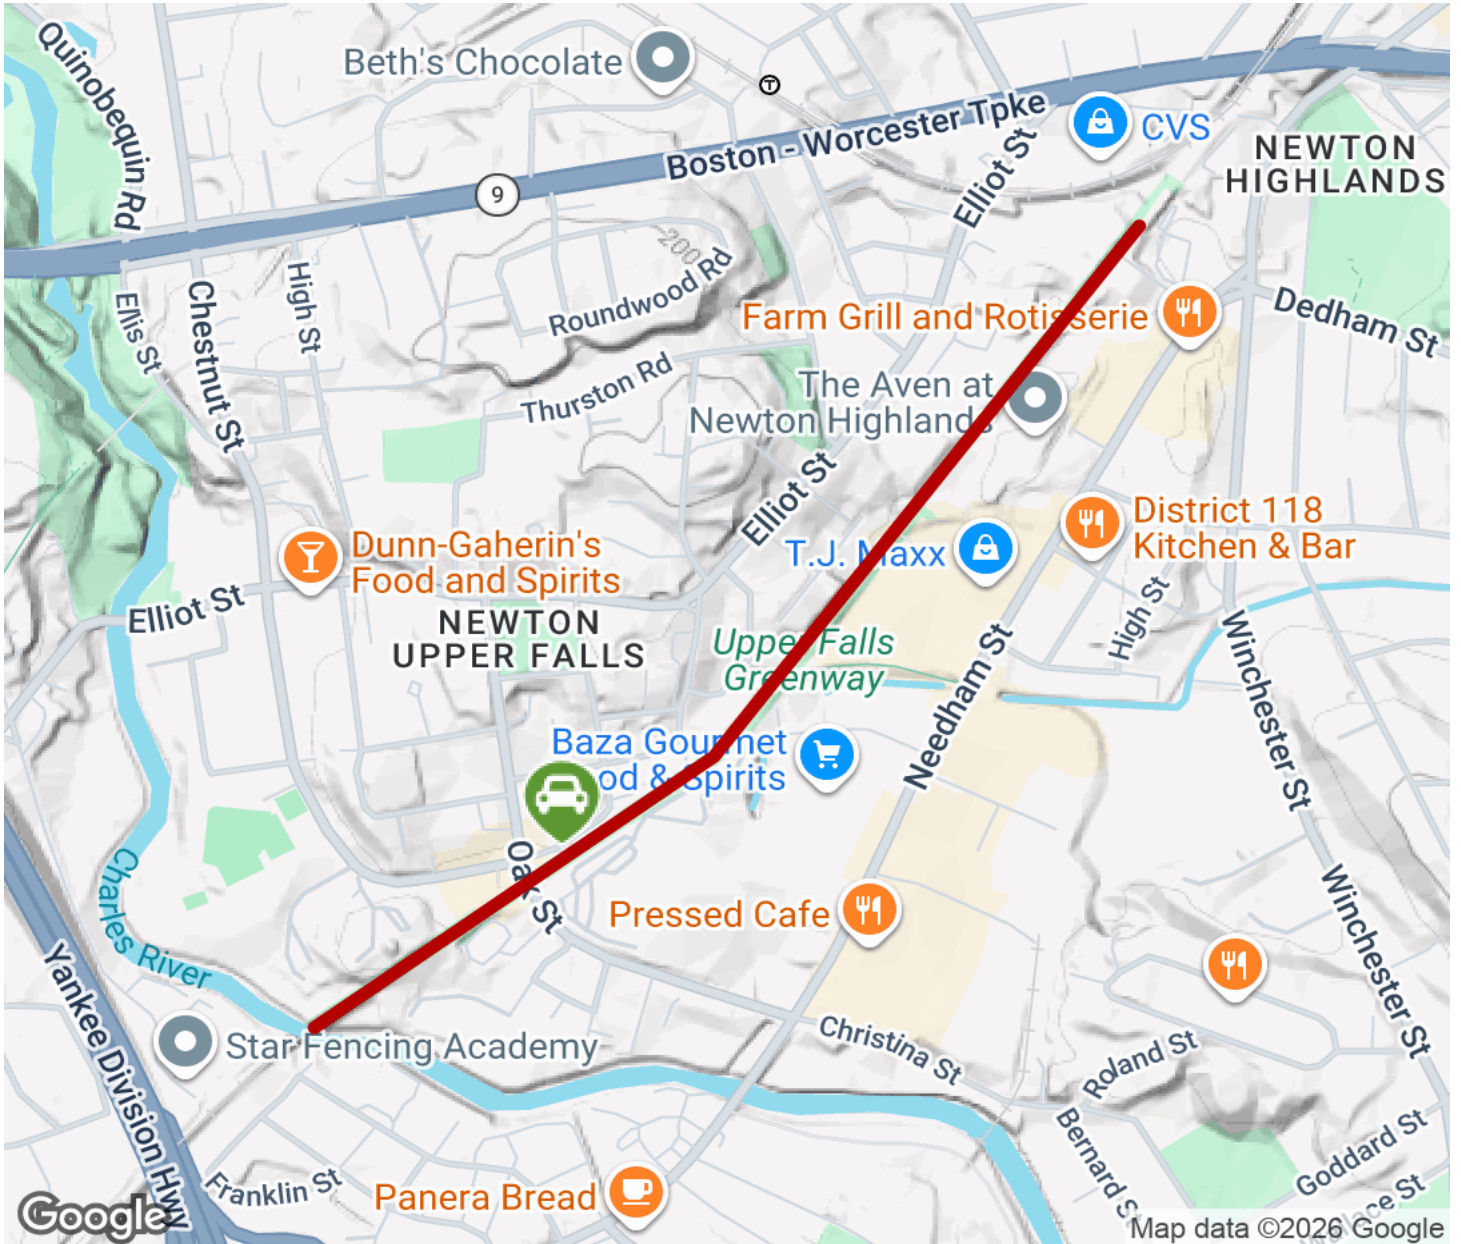 Quinobequin Rd
Beth's Chocolate
T
Boston - Worcester Tpke
CVS
NEWTON
HIGHLANDS
Elliot St
9
200
Roundwood Rd
Ellis St
Chestnut St
High St
Farm Grill and Rotisserie
Dedham St
Thurston Rd
The Aven at
Newton Highlands
Elliot St
District 118
Kitchen & Bar
T.J. Maxx
Dunn-Gaherin's
Food and Spirits
Elliot St
NEWTON
UPPER FALLS
High St
Upper Falls
Greenway
Needham St
Winchester St
Baza Gourmet
Food & Spirits
Oak St
Charles River
Pressed Cafe
Winchester St
Yankee Division Hwy
Star Fencing Academy
Christina St
Roland St
Bernard St
Goddard St
Franklin St
Panera Bread
Wallace St
Google
Map data ©2026 Google